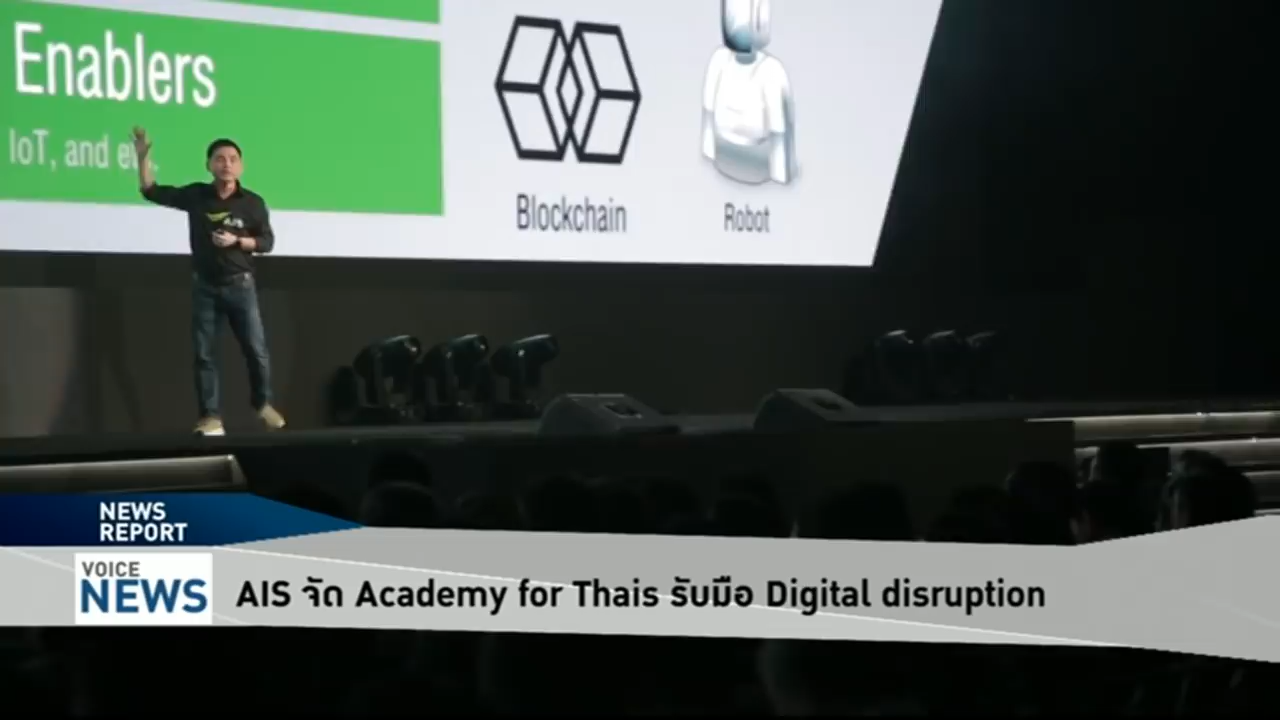 Enablers
IoT, and
Blockchain
Robot
AIS
NEWS
REPORT
VOICE
NEWS
AIS จัด Academy for Thais รับมือ Digital disruption